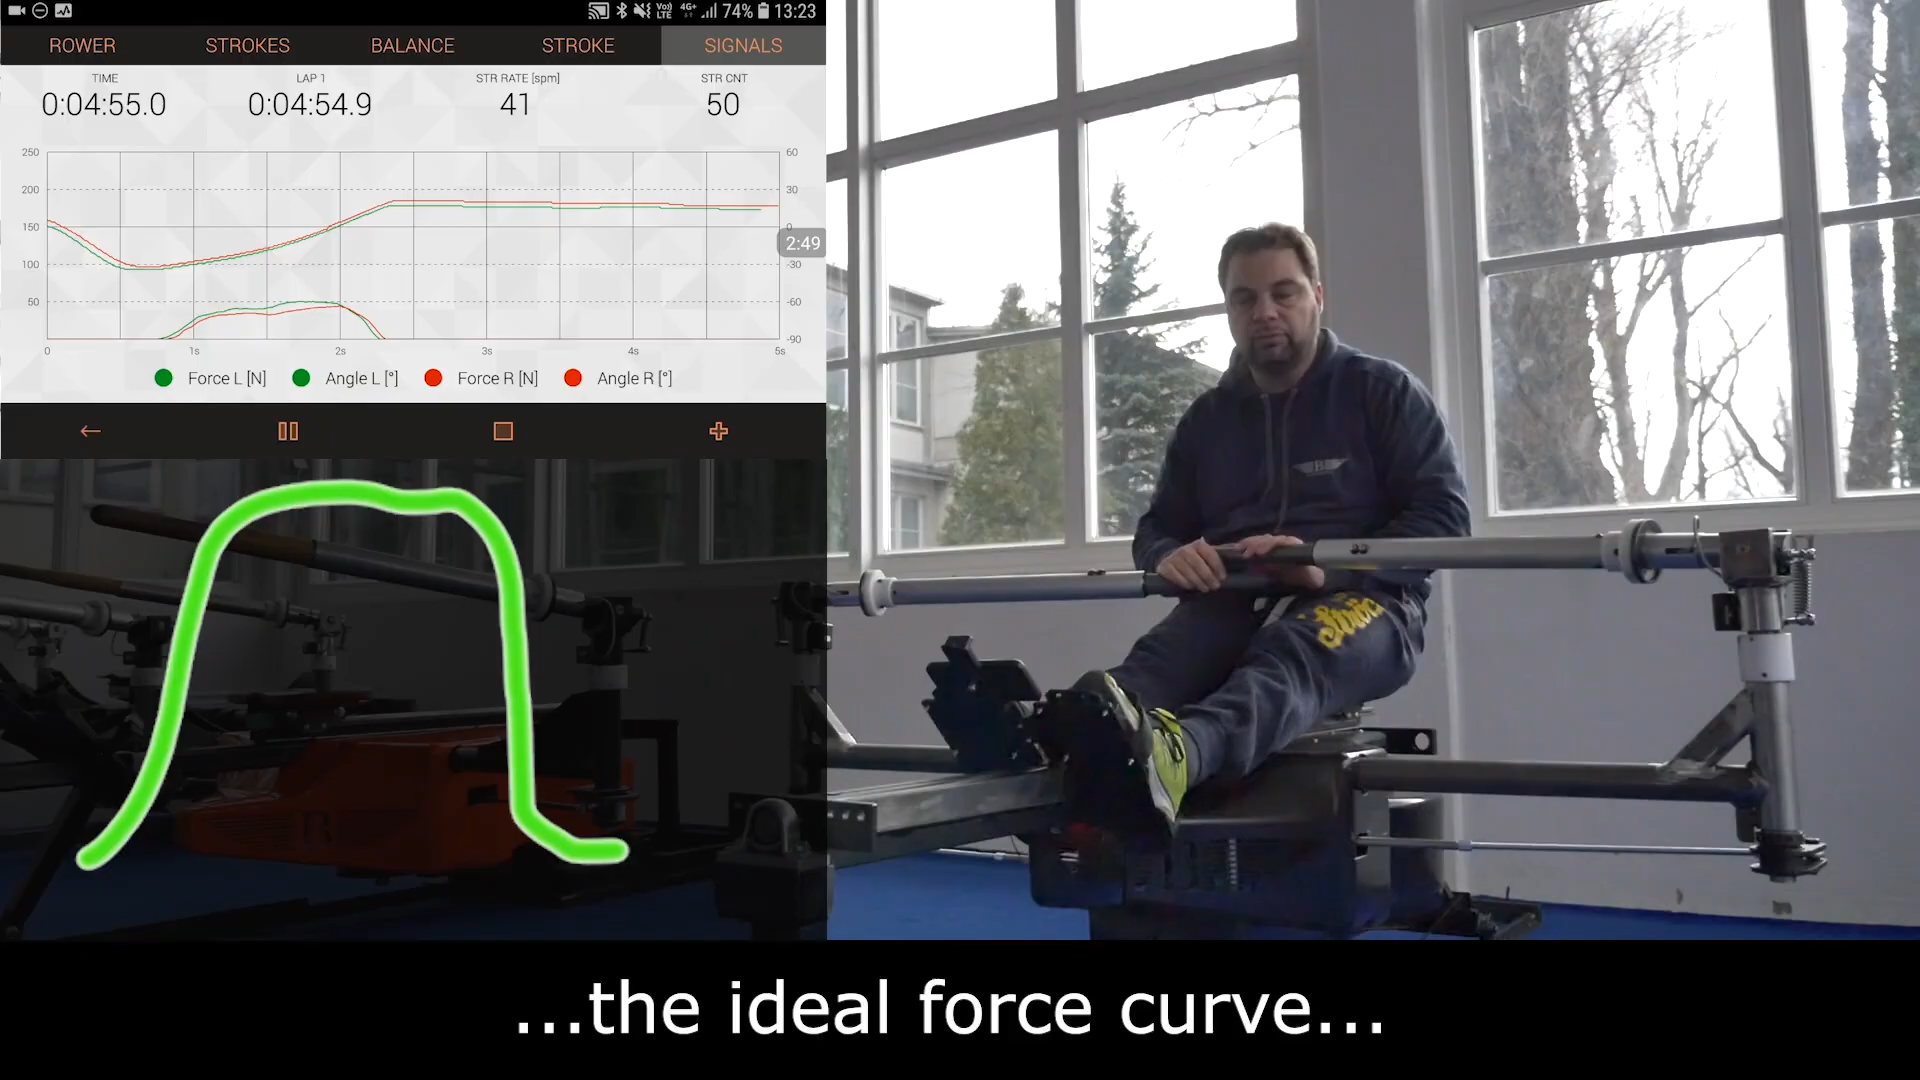 VoLTE 4G+ 74% 13:23
ROWER STROKES BALANCE STROKE SIGNALS
TIME LAP 1 STR RATE [spm] STR CNT
0:04:55.0 0:04:54.9 41 50
250 60
200 30
150 0
2:49
100 -30
50 -60
-90
0 1s 2s 3s 4s 5s
Force L [N] Angle L [°] Force R [N] Angle R [°]
B
...the ideal force curve...